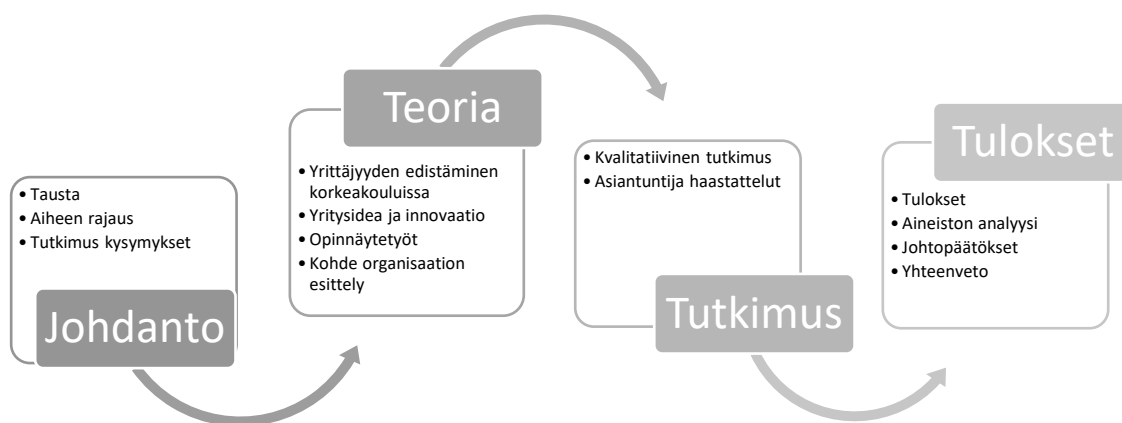 Johdanto
• Tausta
• Aiheen rajaus
• Tutkimus kysymykset
Teoria
• Yrittäjyyden edistäminen
korkeakouluissa
• Yritysidea ja innovaatio
• Opinnäytetyöt
• Kohde organisaation
esittely
Tutkimus
• Kvalitatiivinen tutkimus
• Asiantuntija haastattelut
Tulokset
• Tulokset
• Aineiston analyysi
• Johtopäätökset
• Yhteenveto